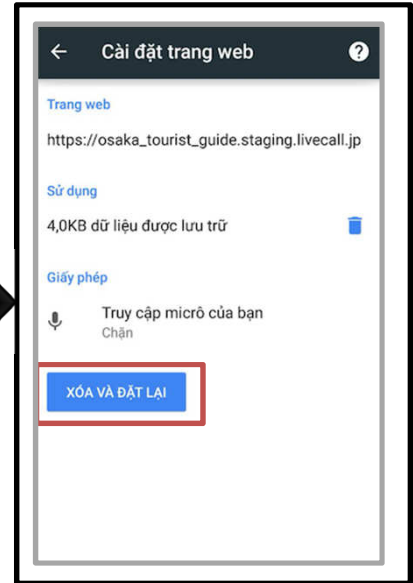 Cài đặt trang web
Trang web
https://osaka_tourist_guide.staging.livecall.jp
Sử dụng
4,0KB dữ liệu được lưu trữ
Giấy phép
Truy cập micrô của bạn
Chặn
XÓA VÀ ĐẶT LẠI